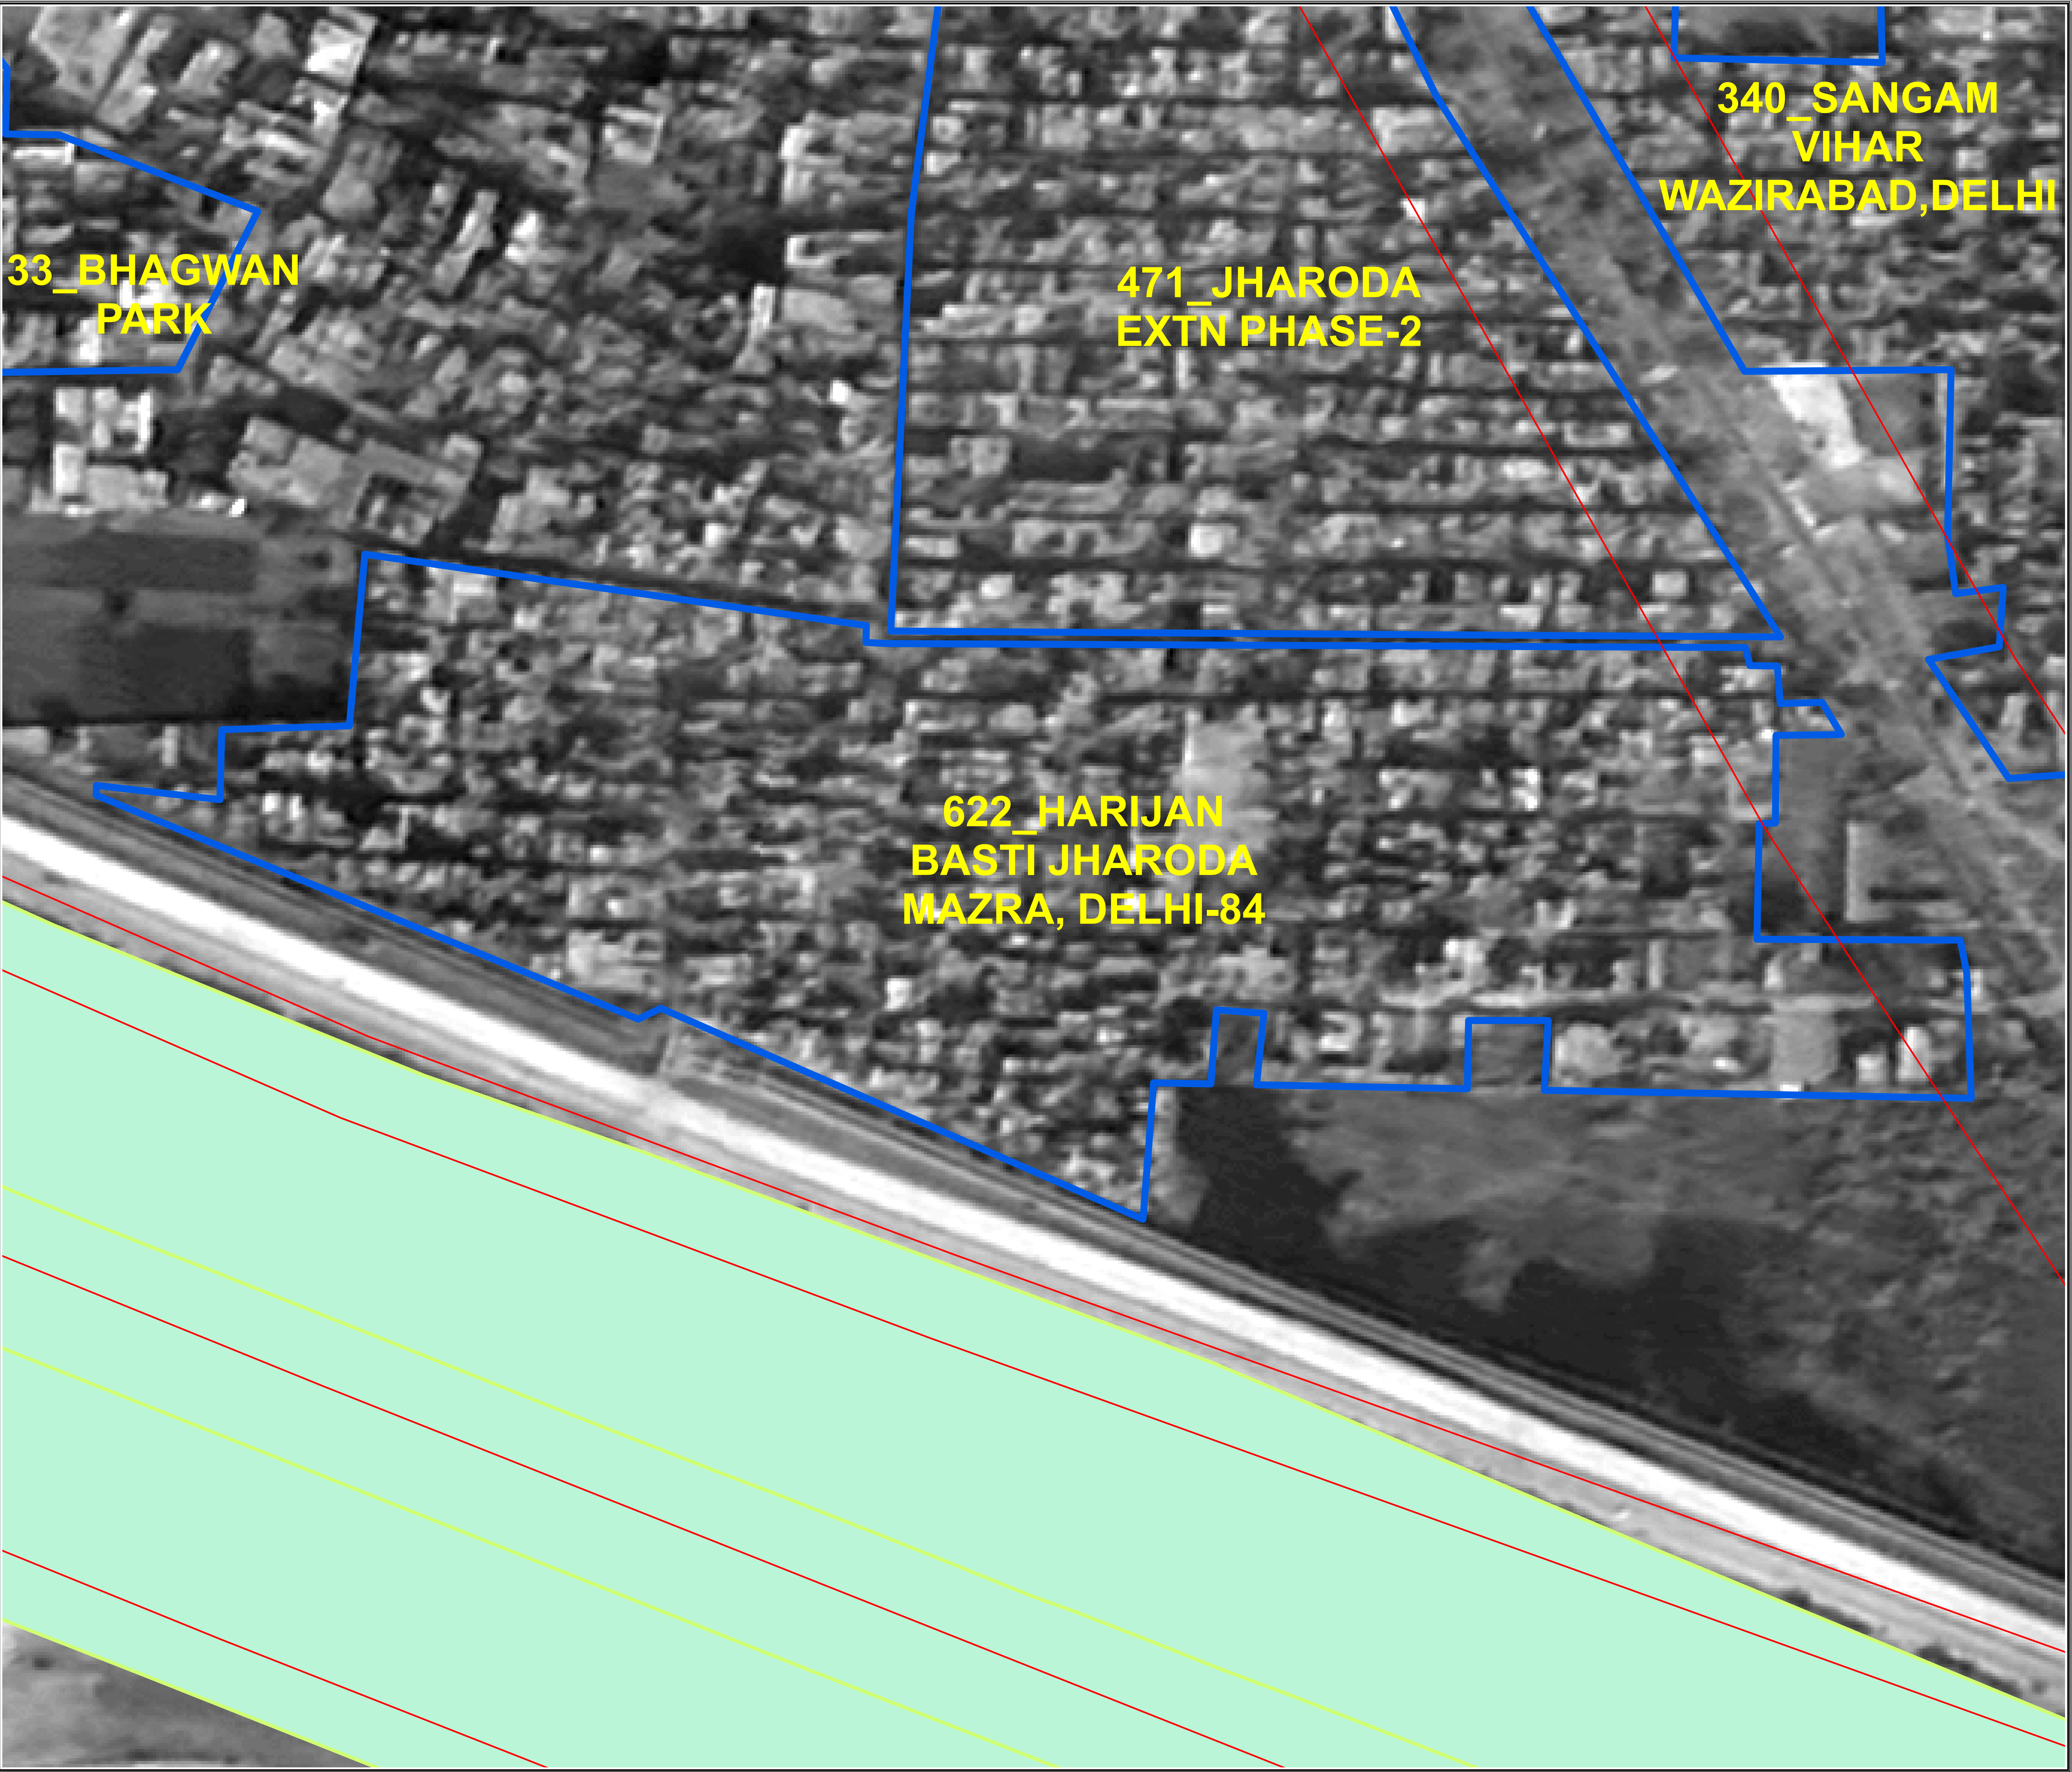 340_SANGAM
VIHAR
WAZIRABAD,DELHI
33_BHAGWAN
PARK
471_JHARODA
EXTN PHASE-2
622_HARIJAN
BASTI JHARODA
MAZRA, DELHI-84